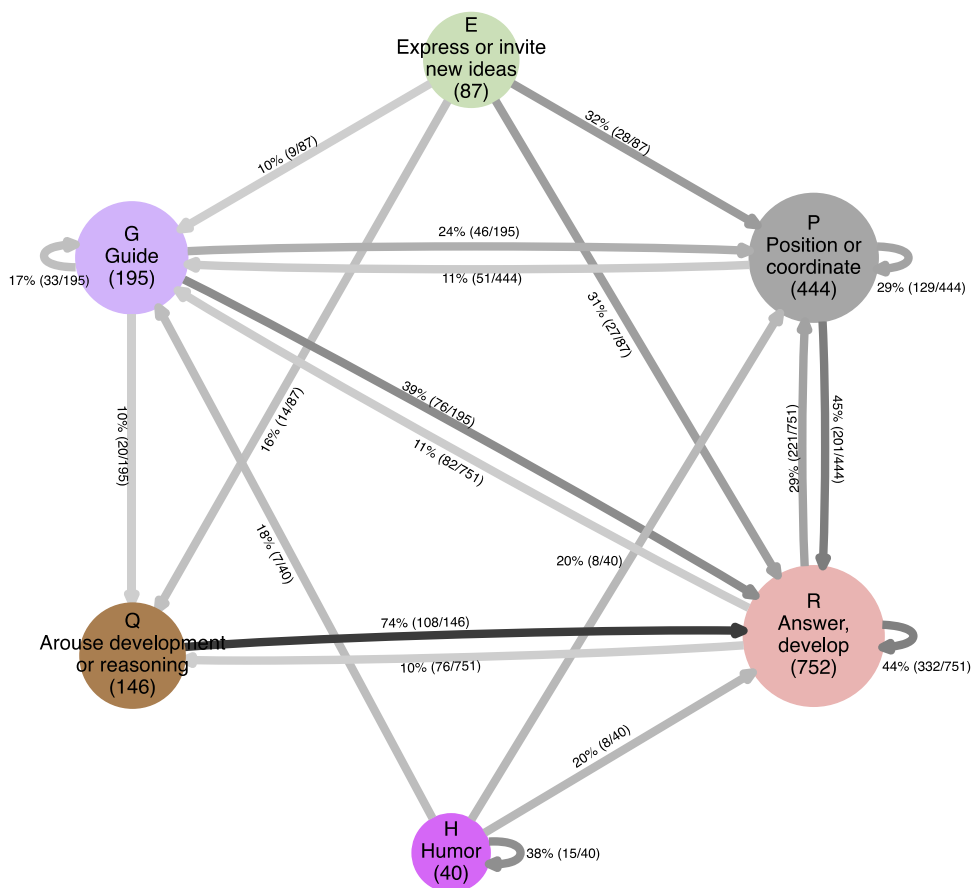 E
Express or invite
new ideas
(87)
10% (9/87)
32% (28/87)
G
Guide
(195)
P
Position or
coordinate
(444)
24% (46/195)
11% (51/444)
17% (33/195)
29% (129/444)
31% (27/87)
16% (14/87)
39% (76/195)
11% (82/751)
10% (20/195)
29% (221/751)
45% (201/444)
18% (7/40)
20% (8/40)
Q
Arouse development
or reasoning
(146)
74% (108/146)
10% (76/751)
R
Answer,
develop
(752)
44% (332/751)
20% (8/40)
H
Humor
(40)
38% (15/40)